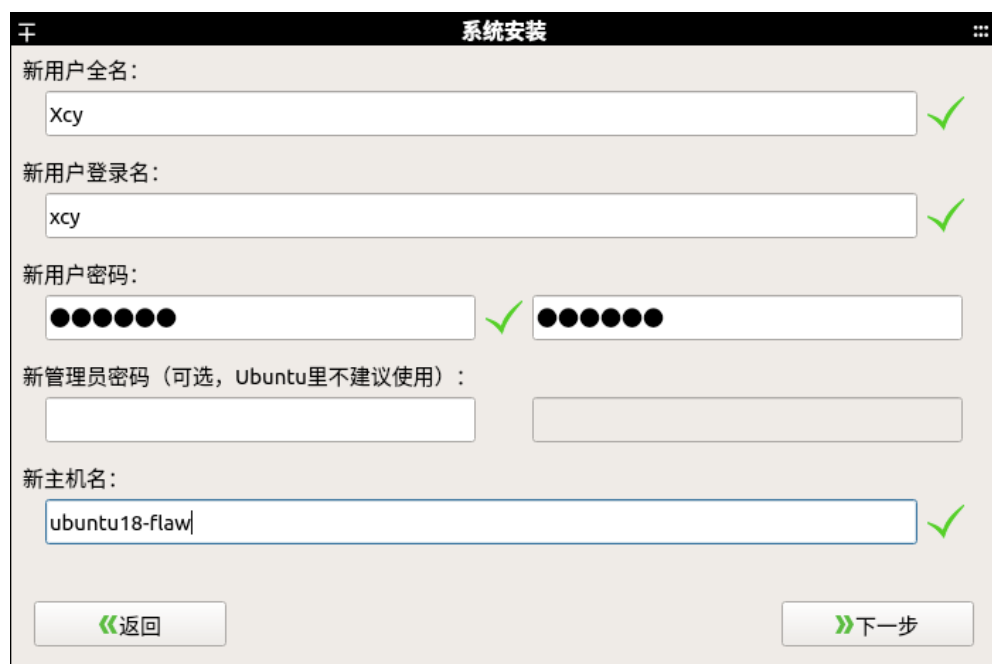 系统安装
新用户全名：
Xcy
新用户登录名：
xcy
新用户密码：
●●●●●● ●●●●●●
新管理员密码（可选，Ubuntu里不建议使用）：
新主机名：
ubuntu18-flaw
«返回 »下一步